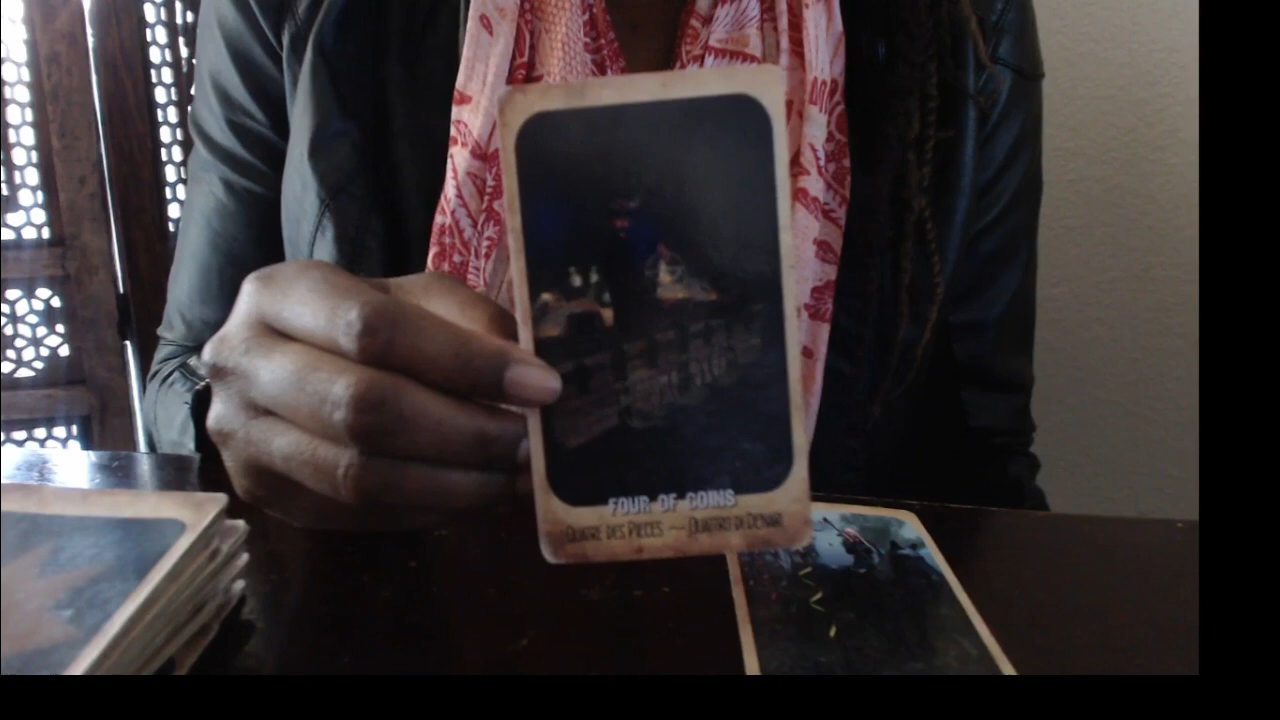 FOUR OF COINS
QUATRE DES PIECES ~ QUATTRO DI DENARI